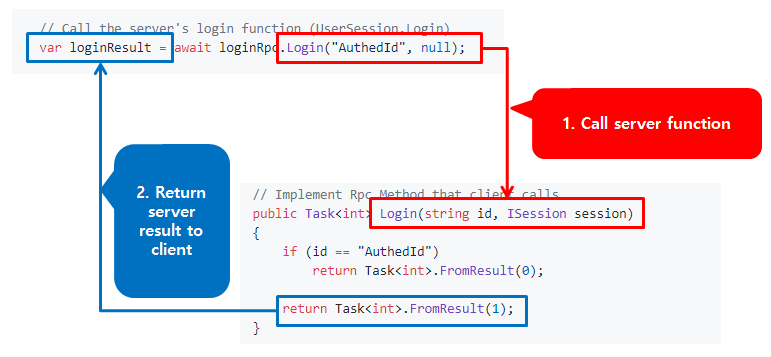 // Call the server's login function (UserSession.Login)
var loginResult = await loginRpc.Login("AuthedId", null);
1. Call server function
2. Return
server
result to
client
// Implement Rpc Method that client calls
public Task<int> Login(string id, ISession session)
{
if (id == "AuthedId")
return Task<int>.FromResult(0);
return Task<int>.FromResult(1);
}